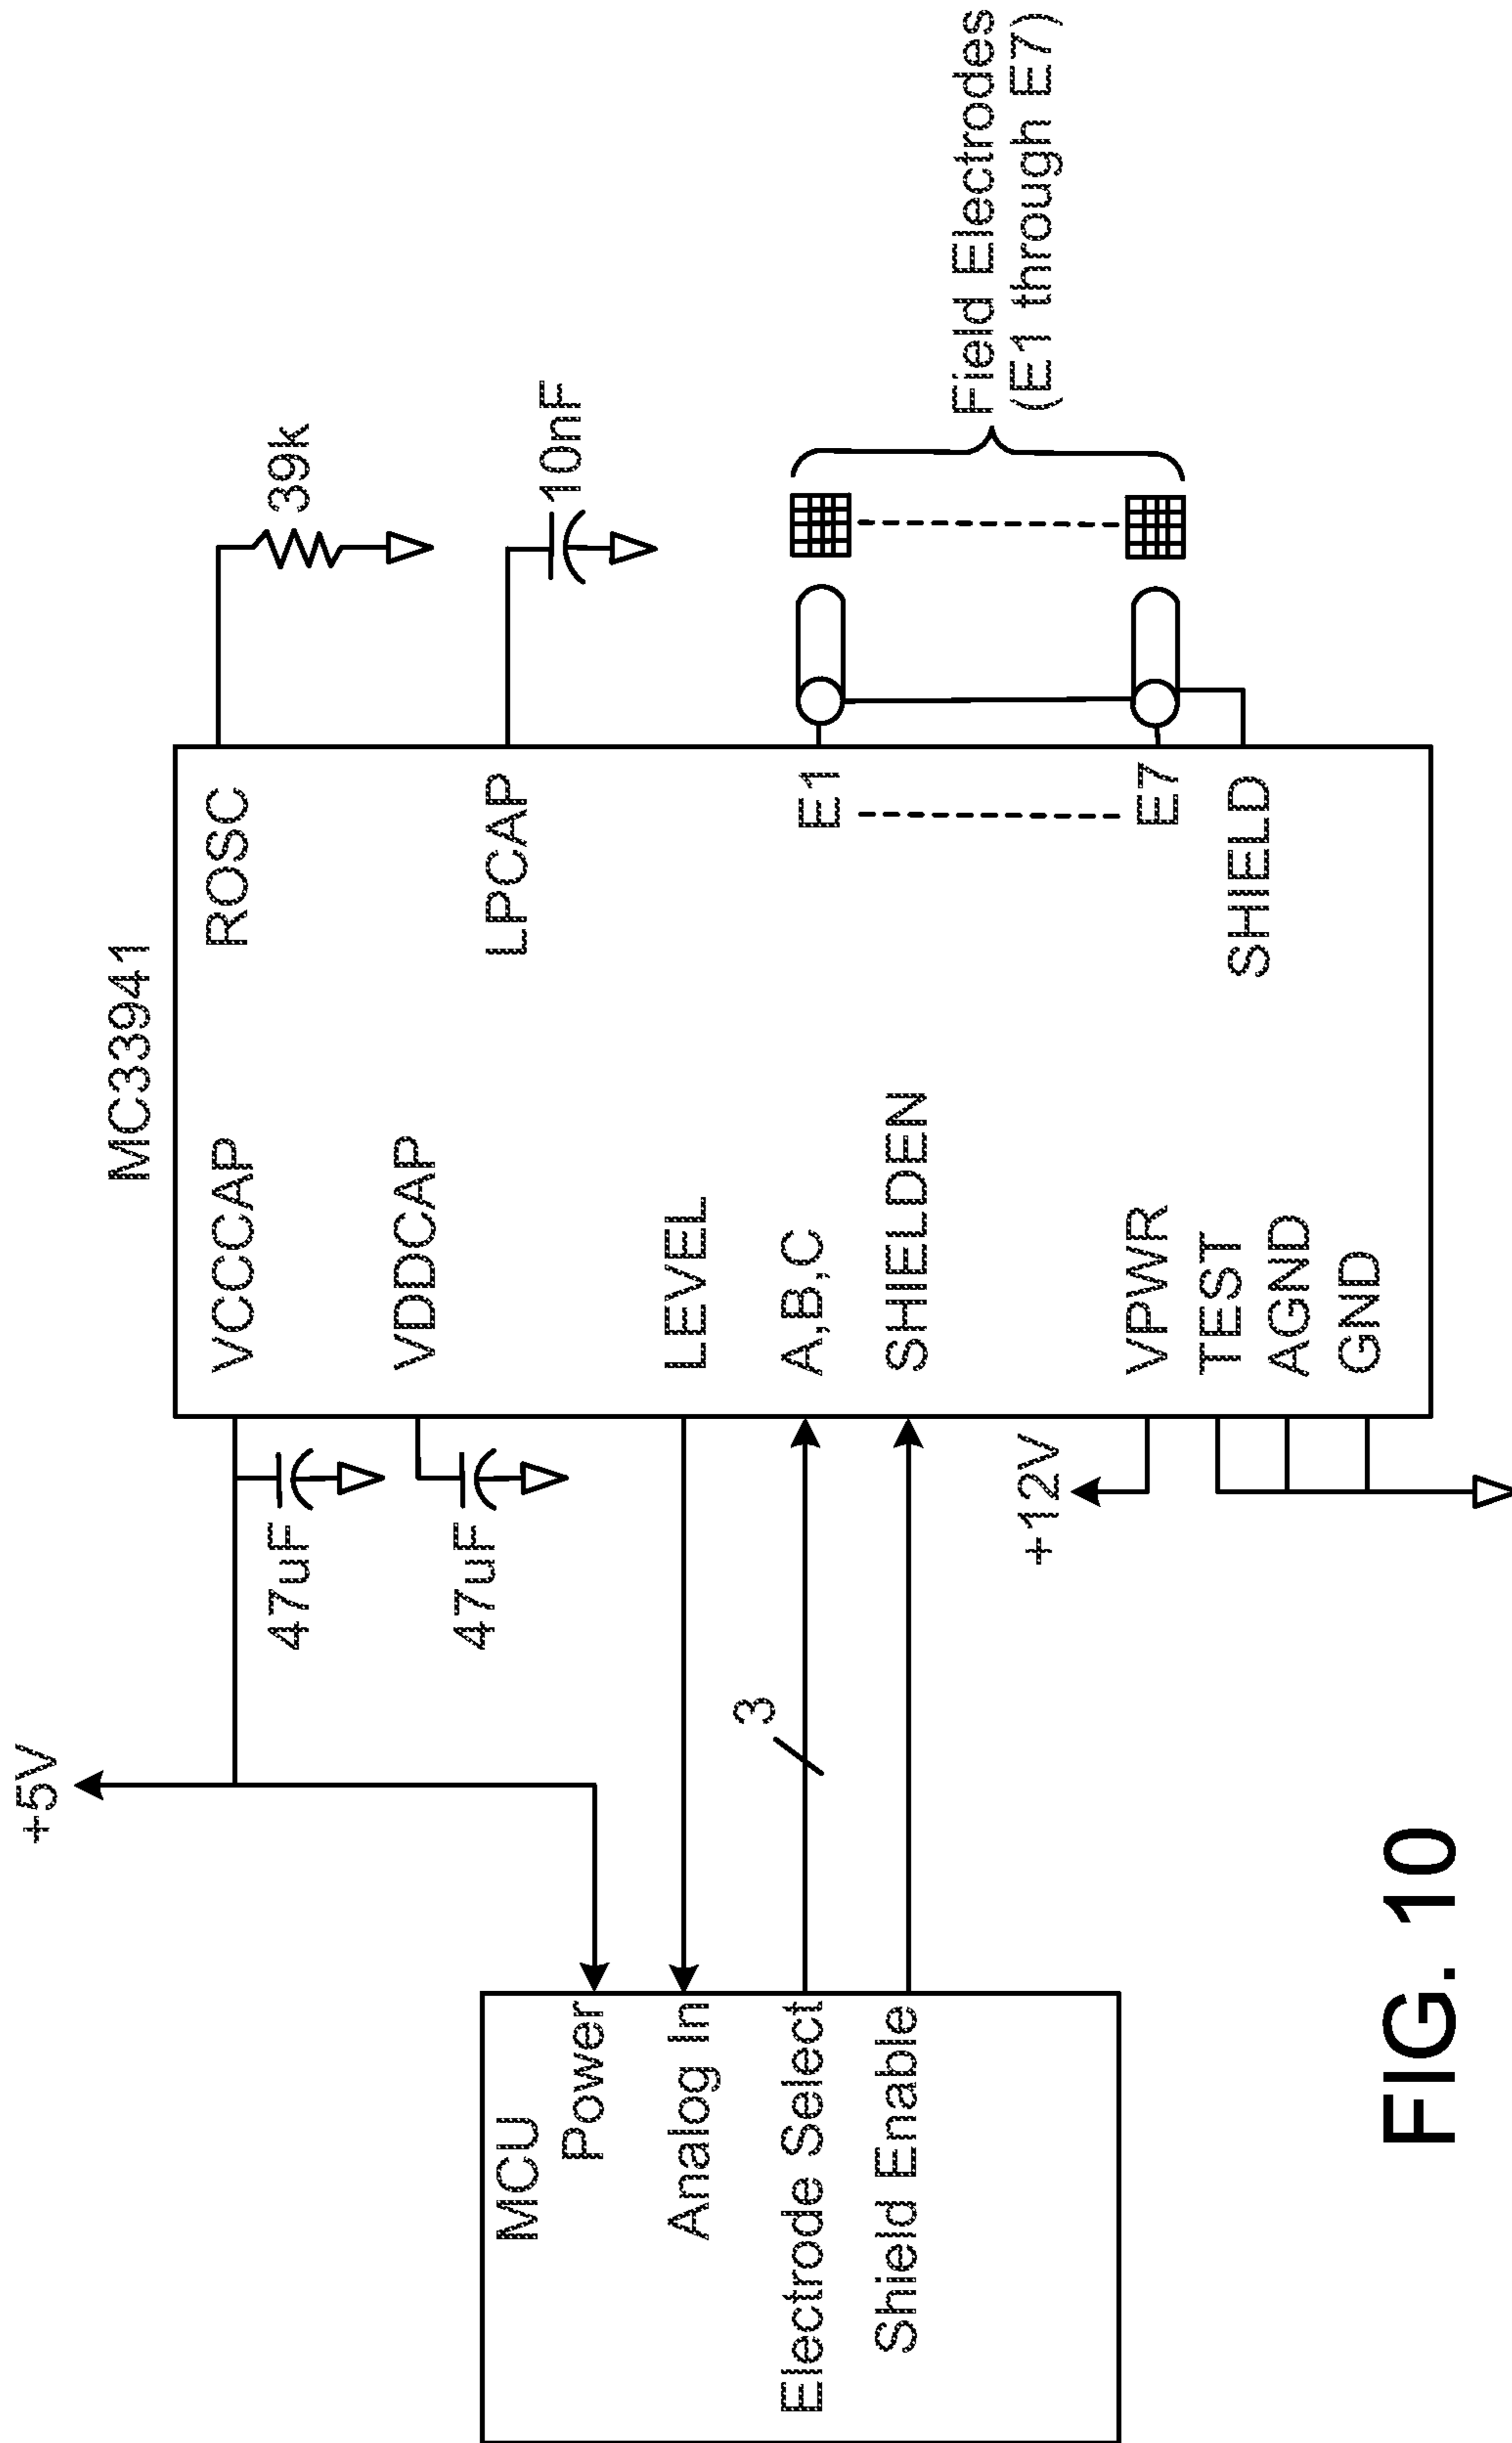 +5V
MC33941
MCU
Power
Analog In
Electrode Select
Shield Enable
47uF
47uF
3
+12V
VCCCAP
VDDCAP
LEVEL
A,B,C
SHIELDEN
VPWR
TEST
AGND
GND
ROSC
LPCAP
E1
E7
SHIELD
39k
10nF
Field Electrodes
(E1 through E7)
FIG. 10